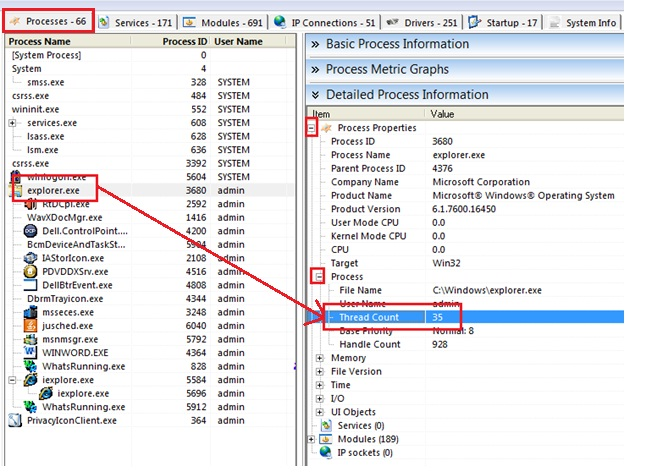 Processes - 66 Services - 171 Modules - 691 IP Connections - 51 Drivers - 251 Startup - 17 System Info
Process Name Process ID User Name
[System Process] 0
System 4
smss.exe 328 SYSTEM
csrss.exe 484 SYSTEM
wininit.exe 552 SYSTEM
services.exe 608 SYSTEM
lsass.exe 628 SYSTEM
lsm.exe 636 SYSTEM
csrss.exe 3392 SYSTEM
winlogon.exe 5604 SYSTEM
explorer.exe 3680 admin
RtDCpl.exe 2592 admin
WavXDocMgr.exe 1416 admin
Dell.ControlPoint.... 4200 admin
BcmDeviceAndTaskSt... 5904 admin
IAStorIcon.exe 2108 admin
PDVDDXSrv.exe 4516 admin
DellBtrEvent.exe 4808 admin
DbrmTrayicon.exe 4344 admin
msseces.exe 3248 admin
jusched.exe 6040 admin
msnmsgr.exe 5792 admin
WINWORD.EXE 4364 admin
WhatsRunning.exe 828 admin
iexplore.exe 5584 admin
iexplore.exe 5696 admin
WhatsRunning.exe 5912 admin
PrivacyIconClient.exe 364 admin
Basic Process Information
Process Metric Graphs
Detailed Process Information
Item Value
Process Properties
Process ID 3680
Process Name explorer.exe
Parent Process ID 4376
Company Name Microsoft Corporation
Product Name Microsoft® Windows® Operating System
Product Version 6.1.7600.16450
User Mode CPU 0.0
Kernel Mode CPU 0.0
CPU 0.0
Target Win32
Process
File Name C:\Windows\explorer.exe
User Name admin
Thread Count 35
Base Priority Normal: 8
Handle Count 928
Memory
File Version
Time
I/O
UI Objects
Services (0)
Modules (189)
IP sockets (0)